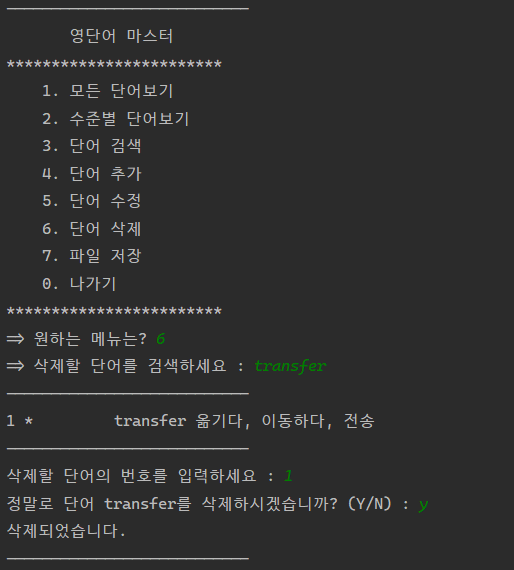 ----------------------------
영단어 마스터
************************
1. 모든 단어보기
2. 수준별 단어보기
3. 단어 검색
4. 단어 추가
5. 단어 수정
6. 단어 삭제
7. 파일 저장
0. 나가기
************************
=> 원하는 메뉴는? 6
=> 삭제할 단어를 검색하세요 : transfer
----------------------------
1 * transfer 옮기다, 이동하다, 전송
----------------------------
삭제할 단어의 번호를 입력하세요 : 1
정말로 단어 transfer를 삭제하시겠습니까? (Y/N) : y
삭제되었습니다.
----------------------------